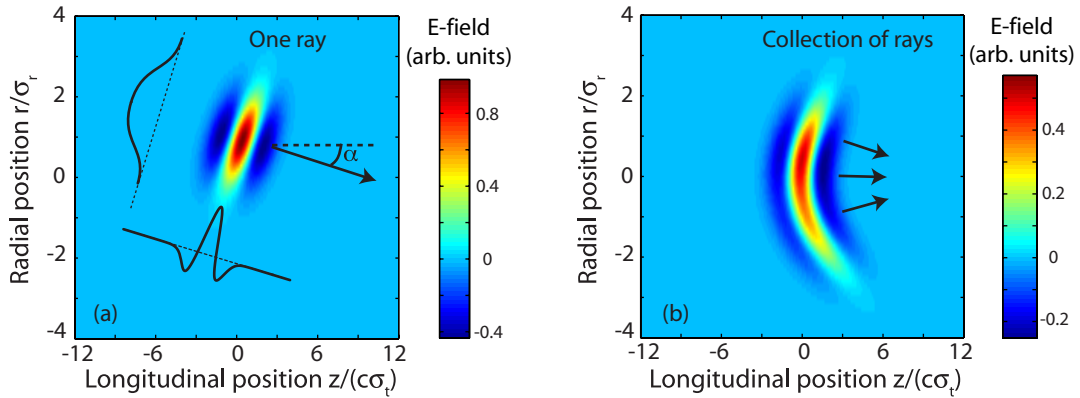 One ray
E-field
(arb. units)
Radial position r/σr
4
2
0
-2
-4
α
(a)
0.8
0.4
0
-0.4
-12 -6 0 6 12
Longitudinal position z/(cσt)
Collection of rays
E-field
(arb. units)
Radial position r/σr
4
2
0
-2
-4
(b)
0.4
0.2
0
-0.2
-12 -6 0 6 12
Longitudinal position z/(cσt)